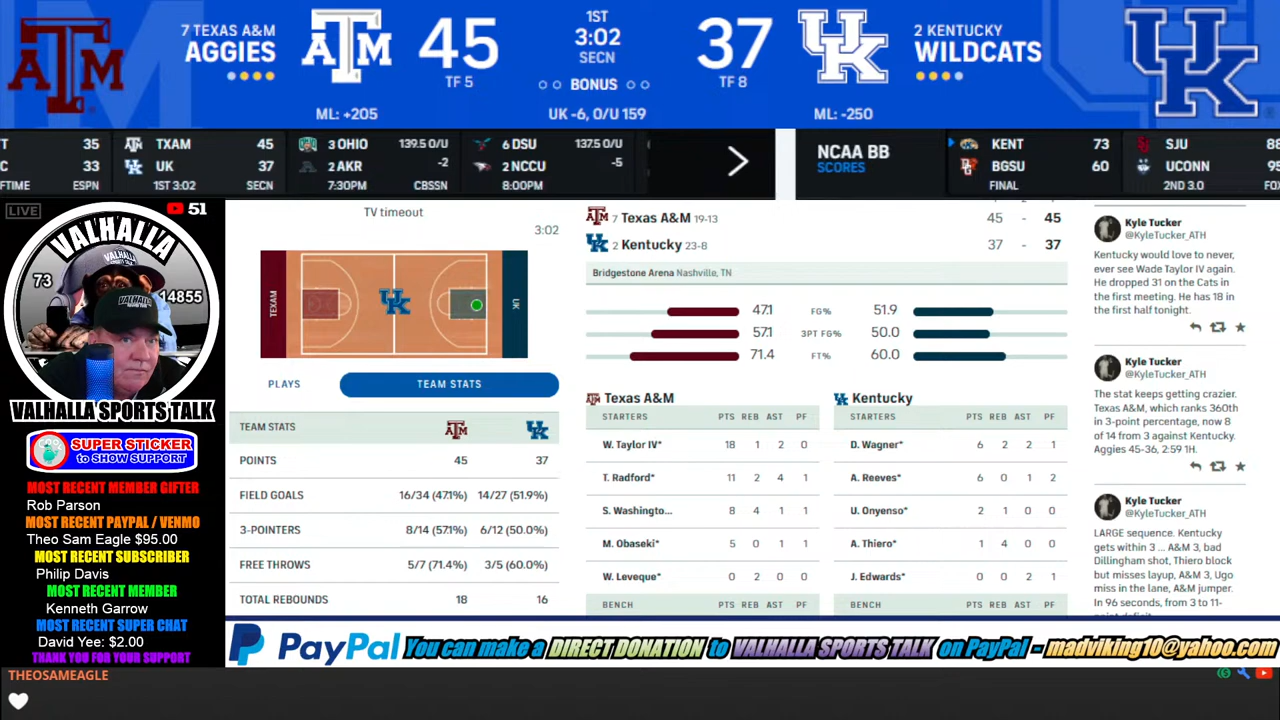 7 TEXAS A&M
AGGIES
45
TF 5
ML: +205
1ST
3:02
SECN
BONUS
UK -6, O/U 159
37
TF 8
ML: -250
2 KENTUCKY
WILDCATS
T 35
C 33
FTIME ESPN
TXAM 45
UK 37
1ST 3:02 SECN
3 OHIO 139.5 O/U
2 AKR -2
7:30PM CBSSN
6 DSU 137.5 O/U
2 NCCU -5
8:00PM
NCAA BB
SCORES
KENT 73
BGSU 60
FINAL
SJU 88
UCONN 95
2ND 3.0 FOX
LIVE
51
VALHALLA
SPORTS TALK
73
14855
VALHALLA SPORTS TALK
SUPER STICKER
to SHOW SUPPORT
MOST RECENT MEMBER GIFTER
Rob Parson
MOST RECENT PAYPAL / VENMO
Theo Sam Eagle $95.00
MOST RECENT SUBSCRIBER
Philip Davis
MOST RECENT MEMBER
Kenneth Garrow
MOST RECENT SUPER CHAT
David Yee: $2.00
THANK YOU FOR YOUR SUPPORT
TV timeout
3:02
TEXAM
UK
PLAYS
TEAM STATS
TEAM STATS
POINTS 45 37
FIELD GOALS 16/34 (47.1%) 14/27 (51.9%)
3-POINTERS 8/14 (57.1%) 6/12 (50.0%)
FREE THROWS 5/7 (71.4%) 3/5 (60.0%)
TOTAL REBOUNDS 18 16
7 Texas A&M 19-13 45 - 45
2 Kentucky 23-8 37 - 37
Bridgestone Arena Nashville, TN
47.1 FG% 51.9
57.1 3PT FG% 50.0
71.4 FT% 60.0
Texas A&M
STARTERS PTS REB AST PF
W. Taylor IV* 18 1 2 0
T. Radford* 11 2 4 1
S. Washingto... 8 4 1 1
M. Obaseki* 5 0 1 1
W. Leveque* 0 2 0 0
BENCH PTS REB AST PF
Kentucky
STARTERS PTS REB AST PF
D. Wagner* 6 2 2 1
A. Reeves* 6 0 1 2
U. Onyenso* 2 1 0 0
A. Thiero* 1 4 0 0
J. Edwards* 0 0 2 1
BENCH PTS REB AST PF
Kyle Tucker
@KyleTucker_ATH
Kentucky would love to never,
ever see Wade Taylor IV again.
He dropped 31 on the Cats in
the first meeting. He has 18 in
the first half tonight.
Kyle Tucker
@KyleTucker_ATH
The stat keeps getting crazier.
Texas A&M, which ranks 360th
in 3-point percentage, now 8
of 14 from 3 against Kentucky.
Aggies 45-36, 2:59 1H.
Kyle Tucker
@KyleTucker_ATH
LARGE sequence. Kentucky
gets within 3 ... A&M 3, bad
Dillingham shot, Thiero block
but misses layup, A&M 3, Ugo
miss in the lane, A&M jumper.
In 96 seconds, from 3 to 11-
point deficit.
PayPal You can make a DIRECT DONATION to VALHALLA SPORTS TALK on PayPal - madviking10@yahoo.com
THEOSAMEAGLE